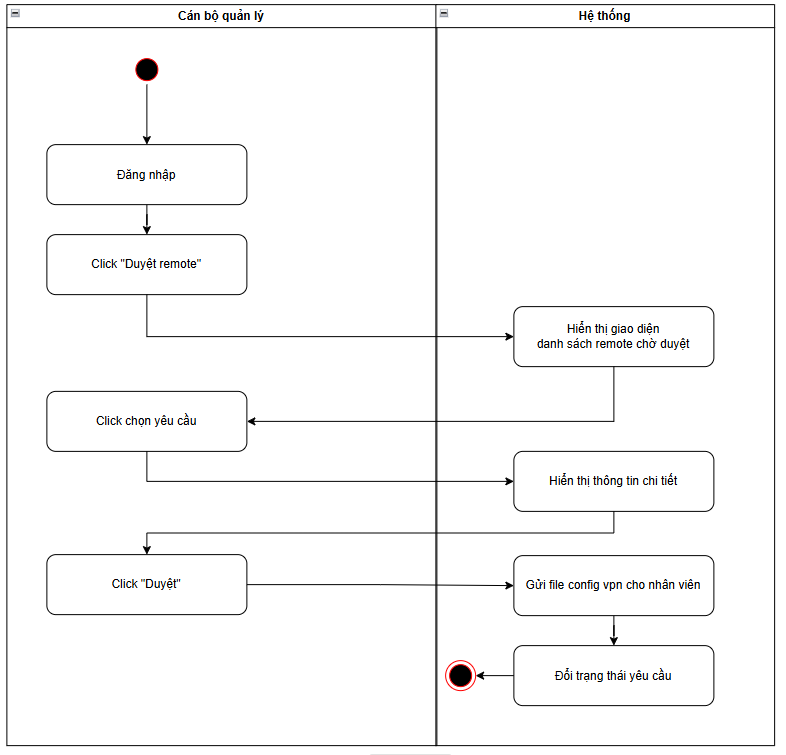 Cán bộ quản lý
Hệ thống
Đăng nhập
Click "Duyệt remote"
Hiển thị giao diện
danh sách remote chờ duyệt
Click chọn yêu cầu
Hiển thị thông tin chi tiết
Click "Duyệt"
Gửi file config vpn cho nhân viên
Đổi trạng thái yêu cầu